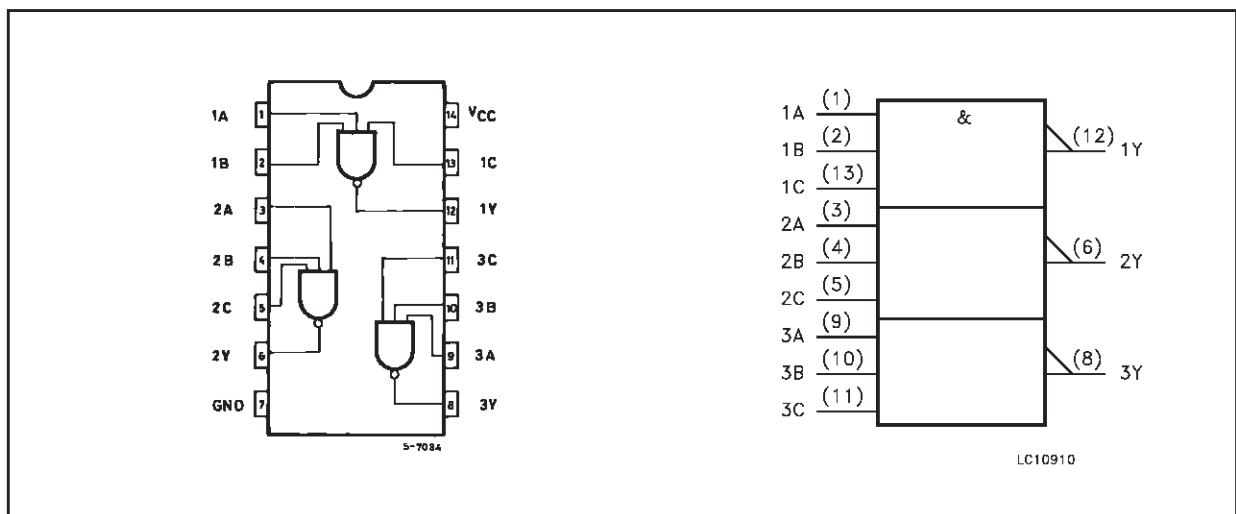 1A 1 14 VCC
1B 2 13 1C
2A 3 12 1Y
2B 4 11 3C
2C 5 10 3B
2Y 6 9 3A
GND 7 8 3Y
S-7034
&
1A (1)
1B (2)
1C (13)
(12) 1Y
2A (3)
2B (4)
2C (5)
(6) 2Y
3A (9)
3B (10)
3C (11)
(8) 3Y
LC10910